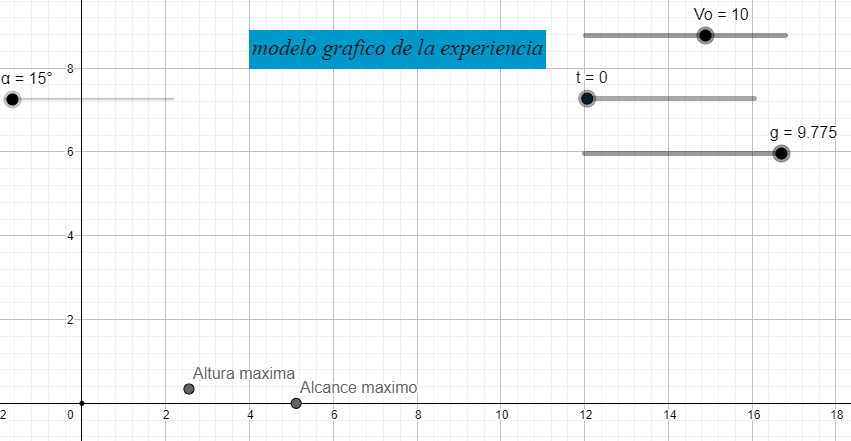 Vo = 10
modelo grafico de la experiencia
8
α = 15°
t = 0
g = 9.775
6
4
2
Altura maxima
Alcance maximo
2 0 2 4 6 8 10 12 14 16 18